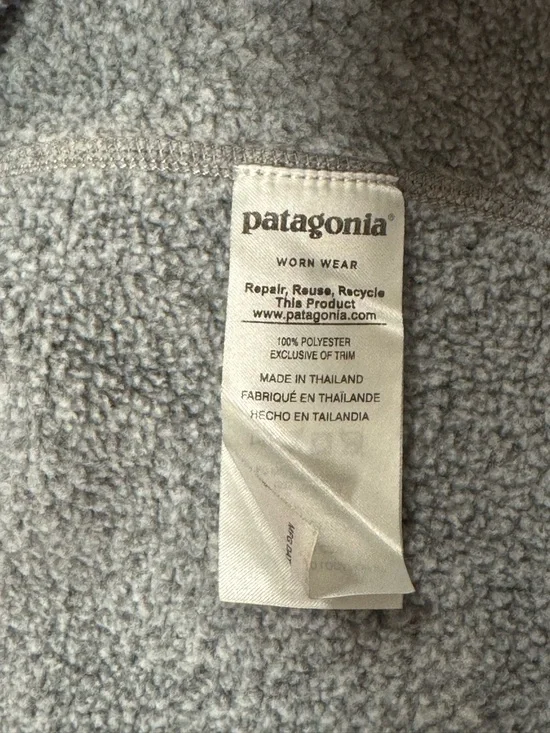 patagonia®
WORN WEAR
Repair, Reuse, Recycle
This Product
www.patagonia.com
100% POLYESTER
EXCLUSIVE OF TRIM
MADE IN THAILAND
FABRIQUÉ EN THAÏLANDE
HECHO EN TAILANDIA